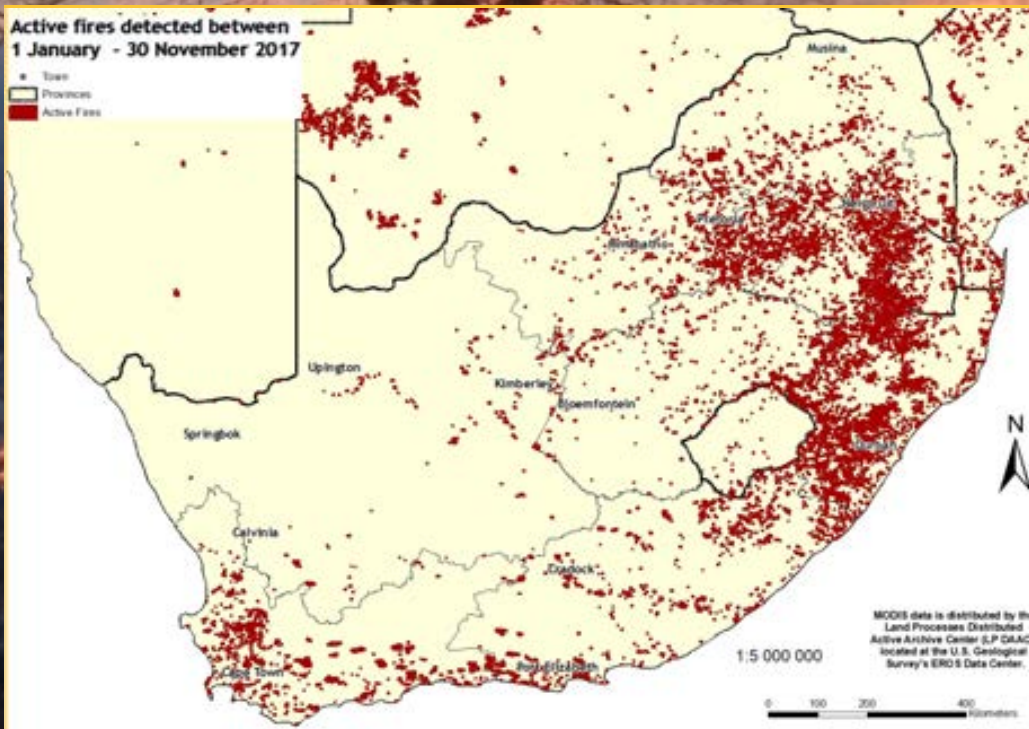 Active fires detected between
1 January - 30 November 2017
Town
Provinces
Active Fires
Musina
Pretoria
Upington
Kimberley
Bloemfontein
Springbok
Durban
Calvinia
Cradock
Cape Town
Port Elizabeth
N
MODIS data is distributed by the
Land Processes Distributed
Active Archive Center (LP DAAC)
located at the U.S. Geological
Survey's EROS Data Center.
1:5 000 000
0 100 200 400
Kilometers